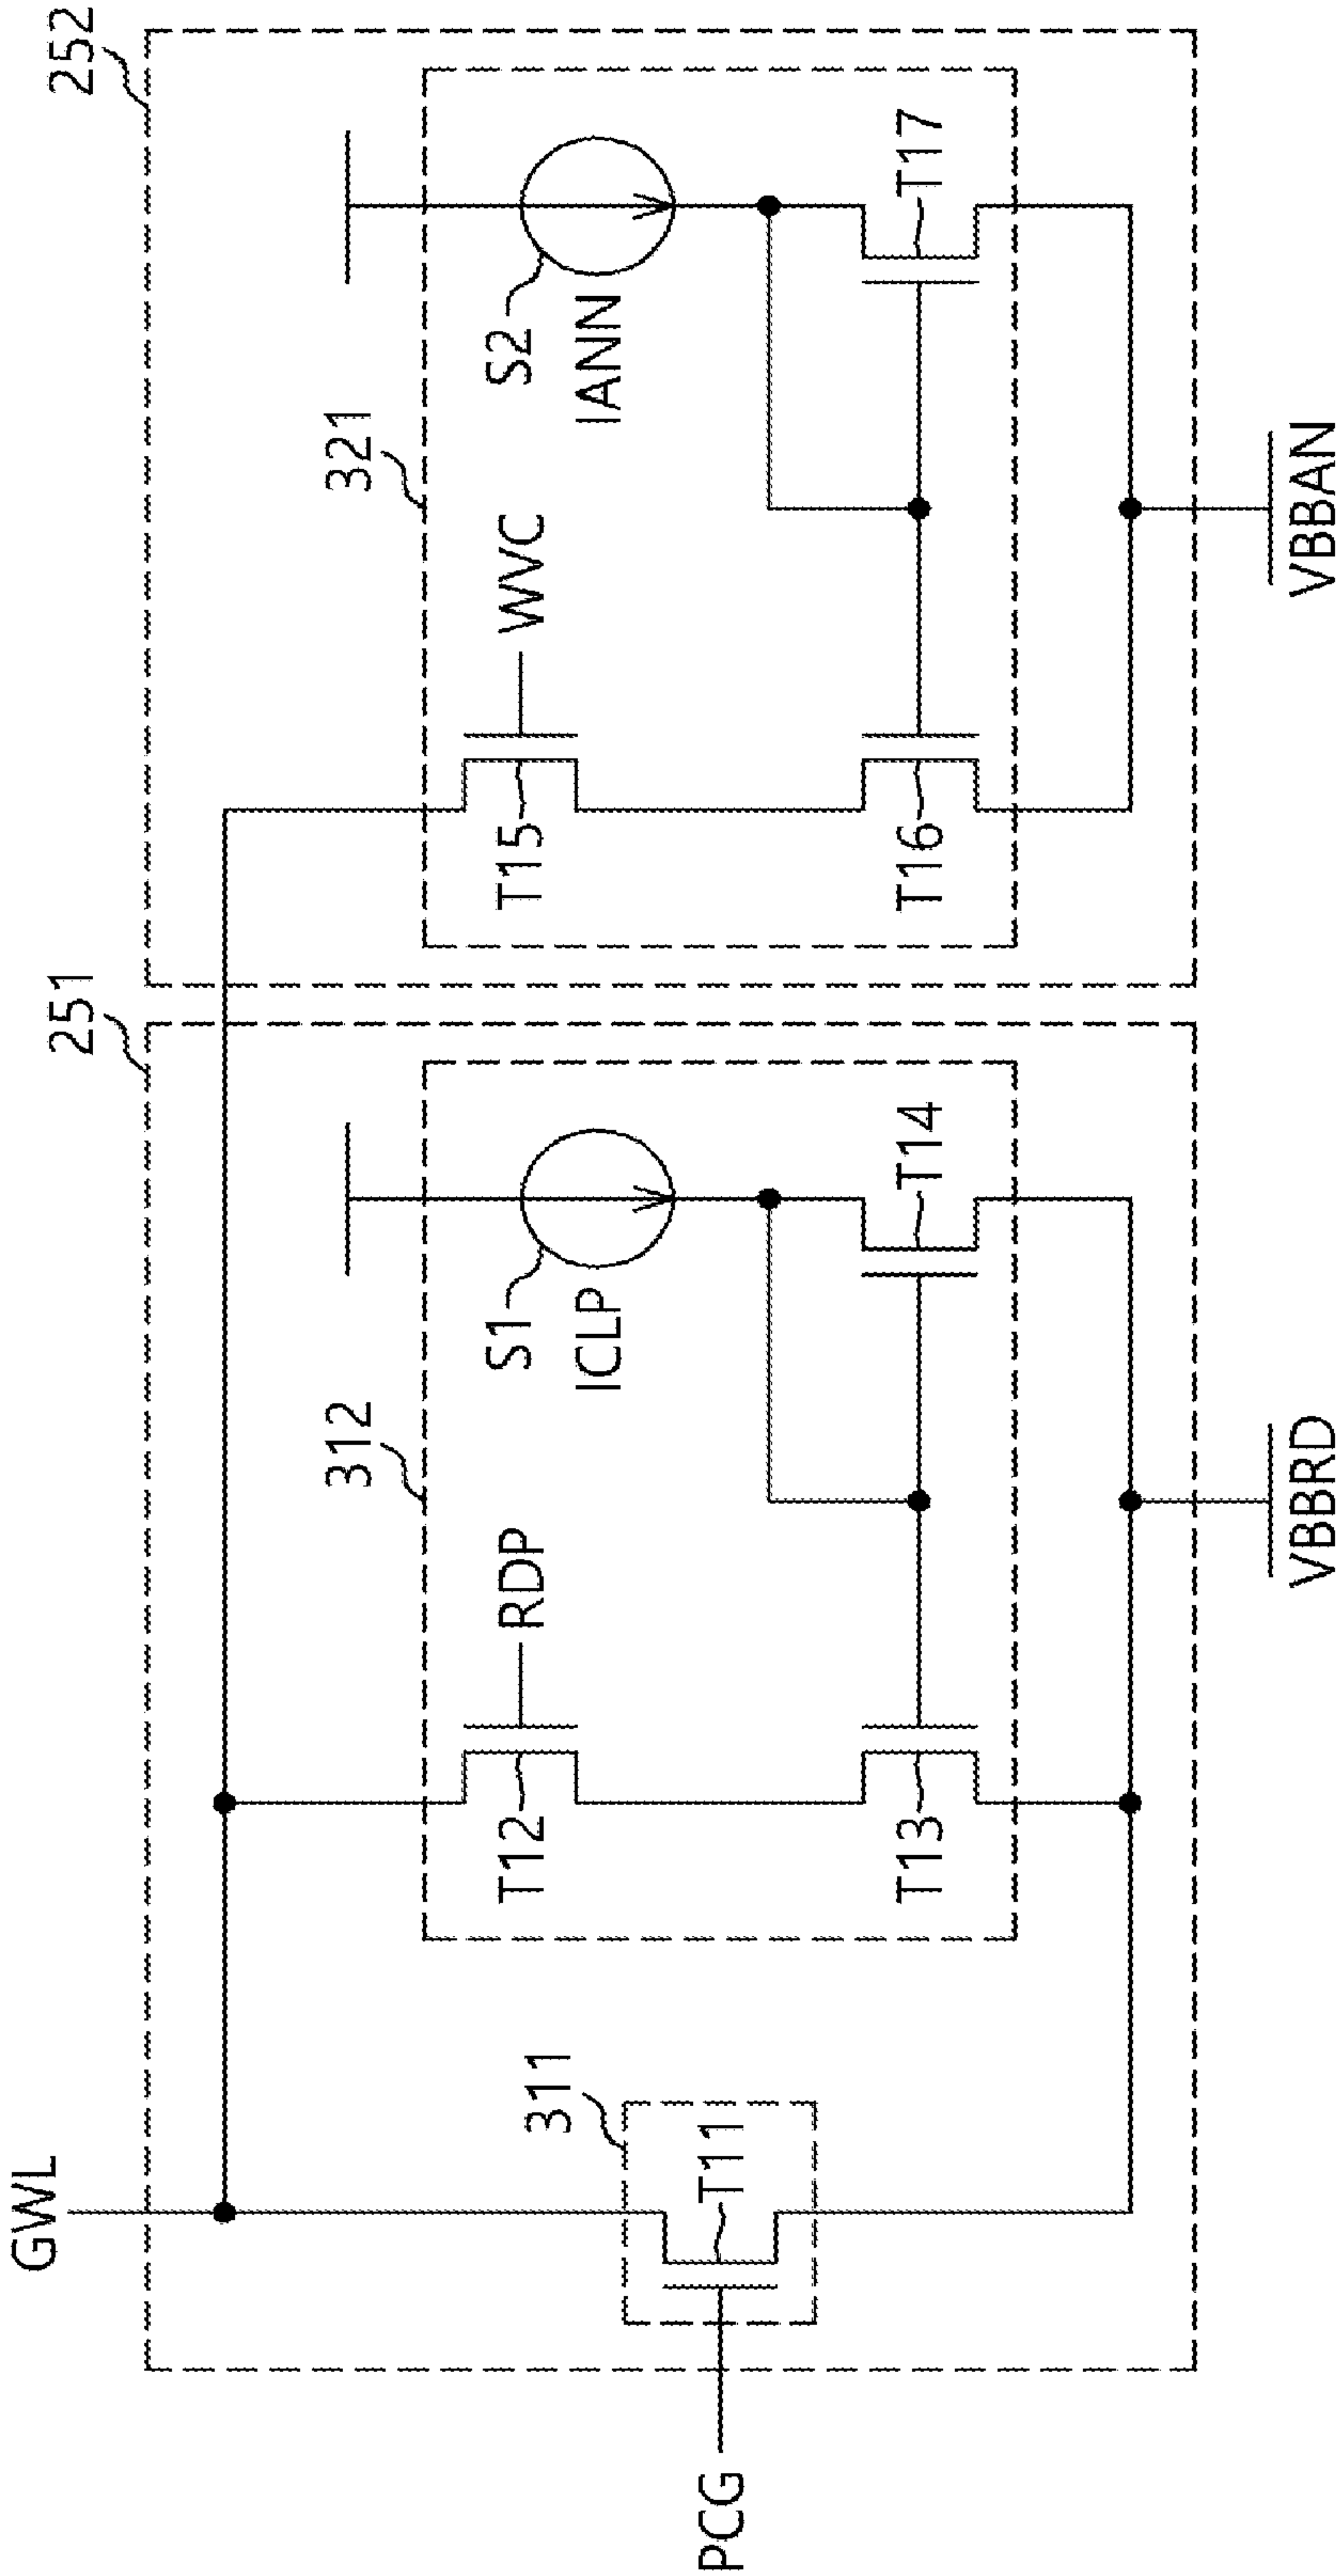 GWL
251
252
312
321
311
PCG
T11
RDP
T12
S1
ICLP
T13
T14
VBBRD
WVC
T15
S2
IANN
T16
T17
VBBAN